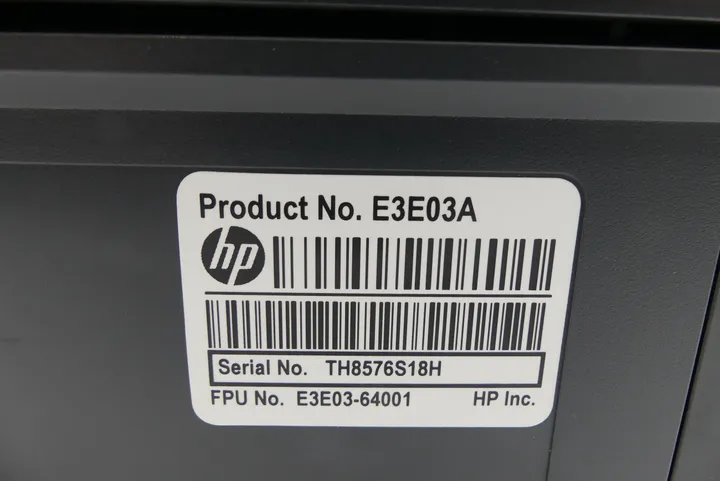 Product No. E3E03A
hp
Serial No. TH8576S18H
FPU No. E3E03-64001 HP Inc.